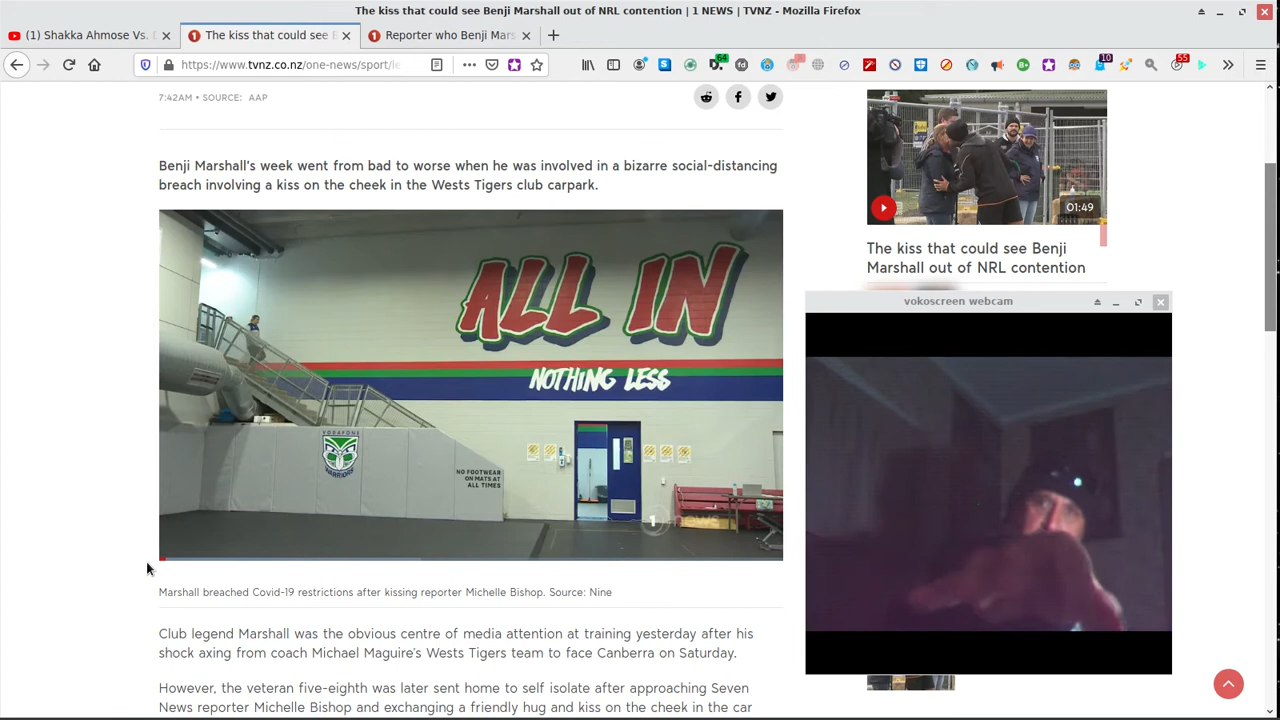 The kiss that could see Benji Marshall out of NRL contention | 1 NEWS | TVNZ - Mozilla Firefox
(1) Shakka Ahmose Vs.
The kiss that could see B
Reporter who Benji Mars
https://www.tvnz.co.nz/one-news/sport/le
64
10
55
7:42AM • SOURCE: AAP
Benji Marshall's week went from bad to worse when he was involved in a bizarre social-distancing
breach involving a kiss on the cheek in the Wests Tigers club carpark.
ALL IN
NOTHING LESS
VODAFONE
WARRIORS
NO FOOTWEAR
ON MATS AT
ALL TIMES
1
Marshall breached Covid-19 restrictions after kissing reporter Michelle Bishop. Source: Nine
Club legend Marshall was the obvious centre of media attention at training yesterday after his
shock axing from coach Michael Maguire's Wests Tigers team to face Canberra on Saturday.
However, the veteran five-eighth was later sent home to self isolate after approaching Seven
News reporter Michelle Bishop and exchanging a friendly hug and kiss on the cheek in the car
01:49
The kiss that could see Benji
Marshall out of NRL contention
vokoscreen webcam